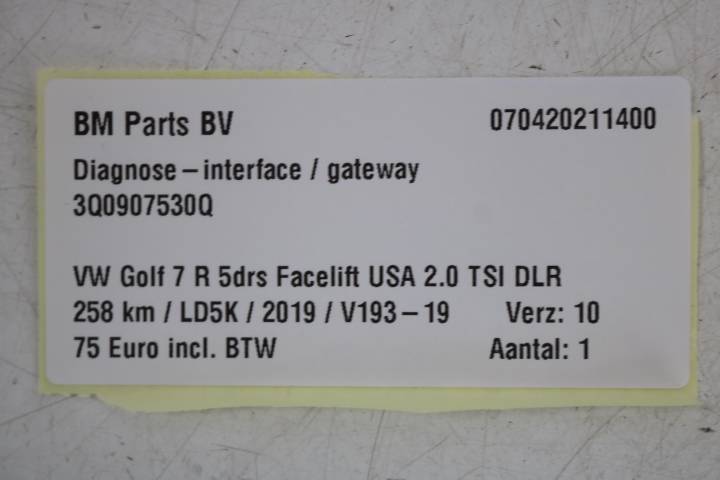 BM Parts BV 070420211400
Diagnose – interface / gateway
3Q0907530Q
VW Golf 7 R 5drs Facelift USA 2.0 TSI DLR
258 km / LD5K / 2019 / V193 – 19 Verz: 10
75 Euro incl. BTW Aantal: 1